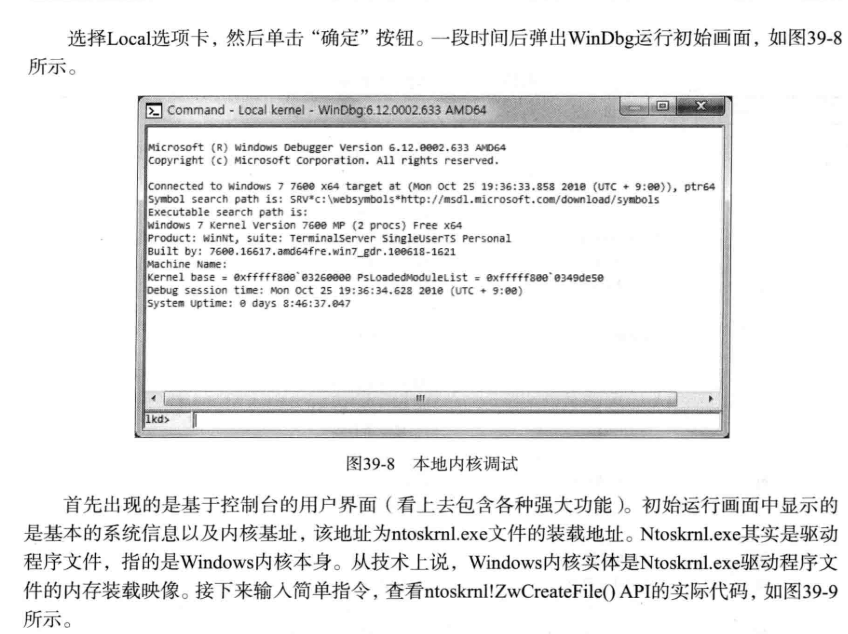 选择Local选项卡，然后单击“确定”按钮。一段时间后弹出WinDbg运行初始画面，如图39-8
所示。
Command - Local kernel - WinDbg:6.12.0002.633 AMD64
Microsoft (R) Windows Debugger Version 6.12.0002.633 AMD64
Copyright (c) Microsoft Corporation. All rights reserved.
Connected to Windows 7 7600 x64 target at (Mon Oct 25 19:36:33.858 2010 (UTC + 9:00)), ptr64
Symbol search path is: SRV*c:\websymbols*http://msdl.microsoft.com/download/symbols
Executable search path is:
Windows 7 Kernel Version 7600 MP (2 procs) Free x64
Product: WinNt, suite: TerminalServer SingleUserTS Personal
Built by: 7600.16617.amd64fre.win7_gdr.100618-1621
Machine Name:
Kernel base = 0xfffff800`03260000 PsLoadedModuleList = 0xfffff800`0349de50
Debug session time: Mon Oct 25 19:36:34.628 2010 (UTC + 9:00)
System Uptime: 0 days 8:46:37.047
lkd>
图39-8 本地内核调试
首先出现的是基于控制台的用户界面（看上去包含各种强大功能）。初始运行画面中显示的
是基本的系统信息以及内核基址，该地址为ntoskrnl.exe文件的装载地址。Ntoskrnl.exe其实是驱动
程序文件，指的是Windows内核本身。从技术上说，Windows内核实体是Ntoskrnl.exe驱动程序文
件的内存装载映像。接下来输入简单指令，查看ntoskrnl!ZwCreateFile() API的实际代码，如图39-9
所示。